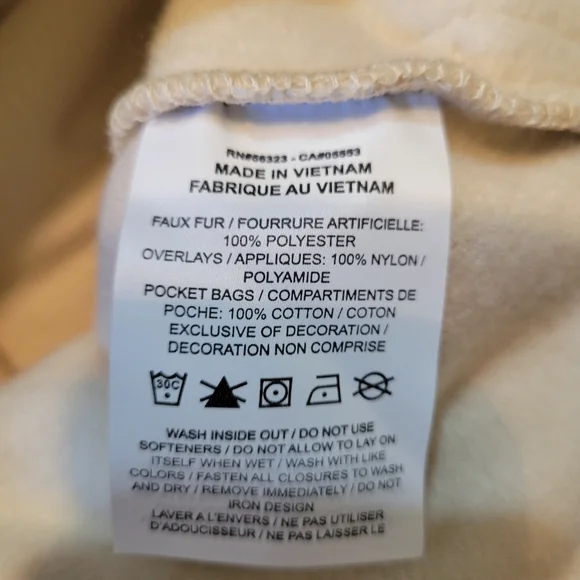 RN#56323 - CA#05553
MADE IN VIETNAM
FABRIQUE AU VIETNAM
FAUX FUR / FOURRURE ARTIFICIELLE:
100% POLYESTER
OVERLAYS / APPLIQUES: 100% NYLON /
POLYAMIDE
POCKET BAGS / COMPARTIMENTS DE
POCHE: 100% COTTON / COTON
EXCLUSIVE OF DECORATION /
DECORATION NON COMPRISE
30C
WASH INSIDE OUT / DO NOT USE
SOFTENERS / DO NOT ALLOW TO LAY ON
ITSELF WHEN WET / WASH WITH LIKE
COLORS / FASTEN ALL CLOSURES TO WASH
AND DRY / REMOVE IMMEDIATELY / DO NOT
IRON DESIGN
LAVER A L'ENVERS / NE PAS UTILISER
D'ADOUCISSEUR / NE PAS LAISSER LE